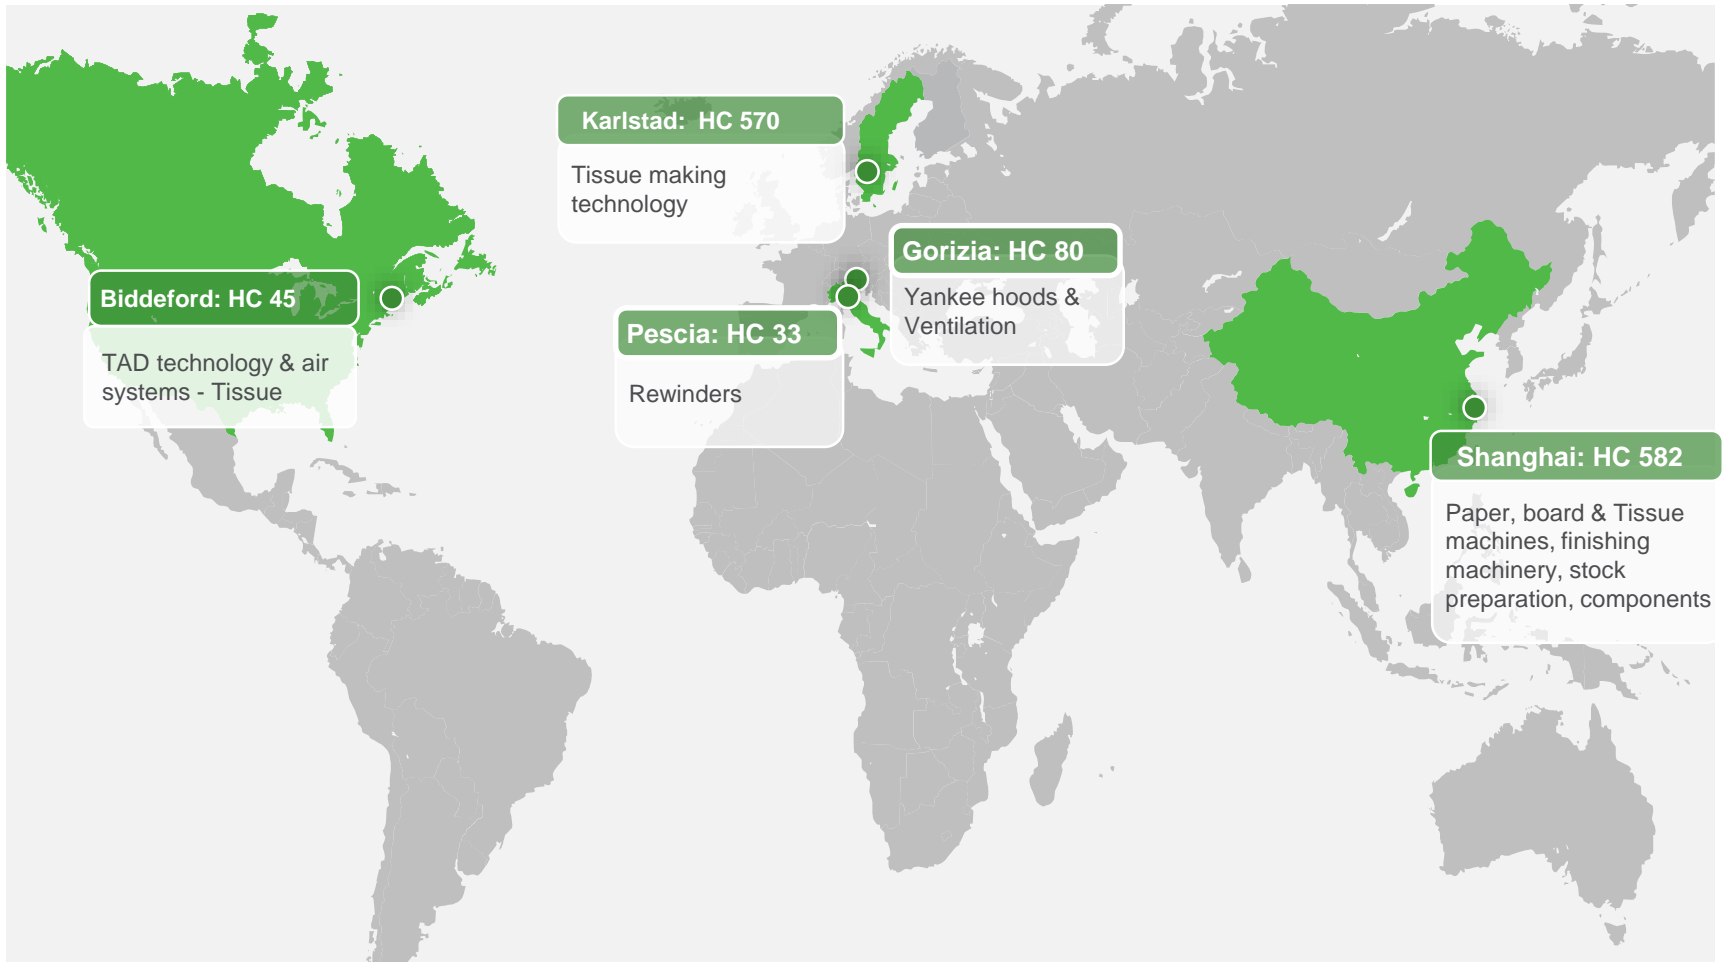 Karlstad: HC 570
Tissue making
technology
Gorizia: HC 80
Yankee hoods &
Ventilation
Biddeford: HC 45
TAD technology & air
systems - Tissue
Pescia: HC 33
Rewinders
Shanghai: HC 582
Paper, board & Tissue
machines, finishing
machinery, stock
preparation, components